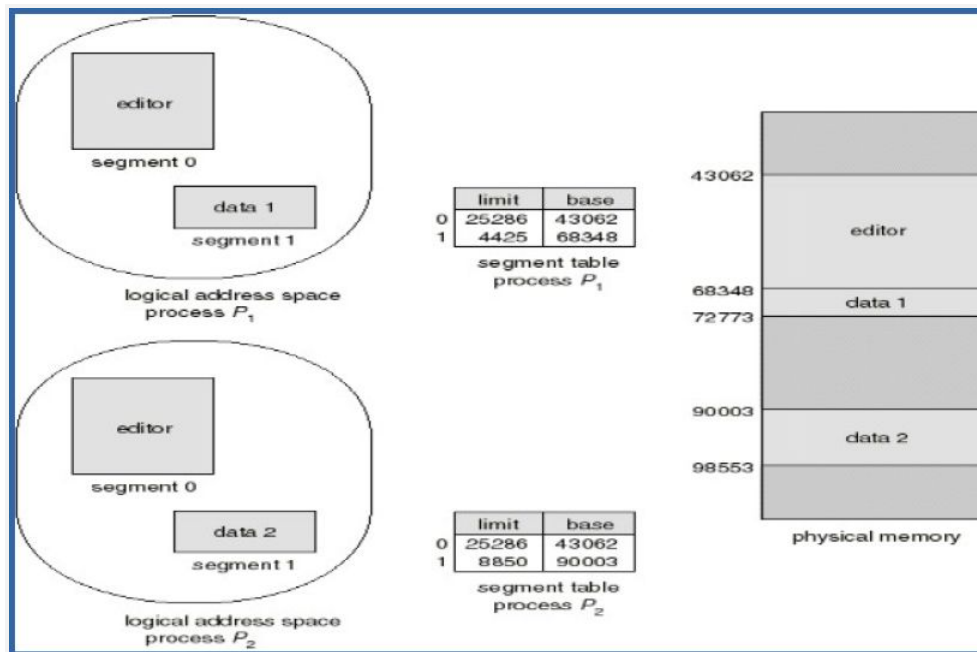 editor
segment 0
data 1
segment 1
logical address space
process P1
limit base
0 25286 43062
1 4425 68348
segment table
process P1
editor
segment 0
data 2
segment 1
logical address space
process P2
limit base
0 25286 43062
1 8850 90003
segment table
process P2
43062
editor
68348
data 1
72773
90003
data 2
98553
physical memory